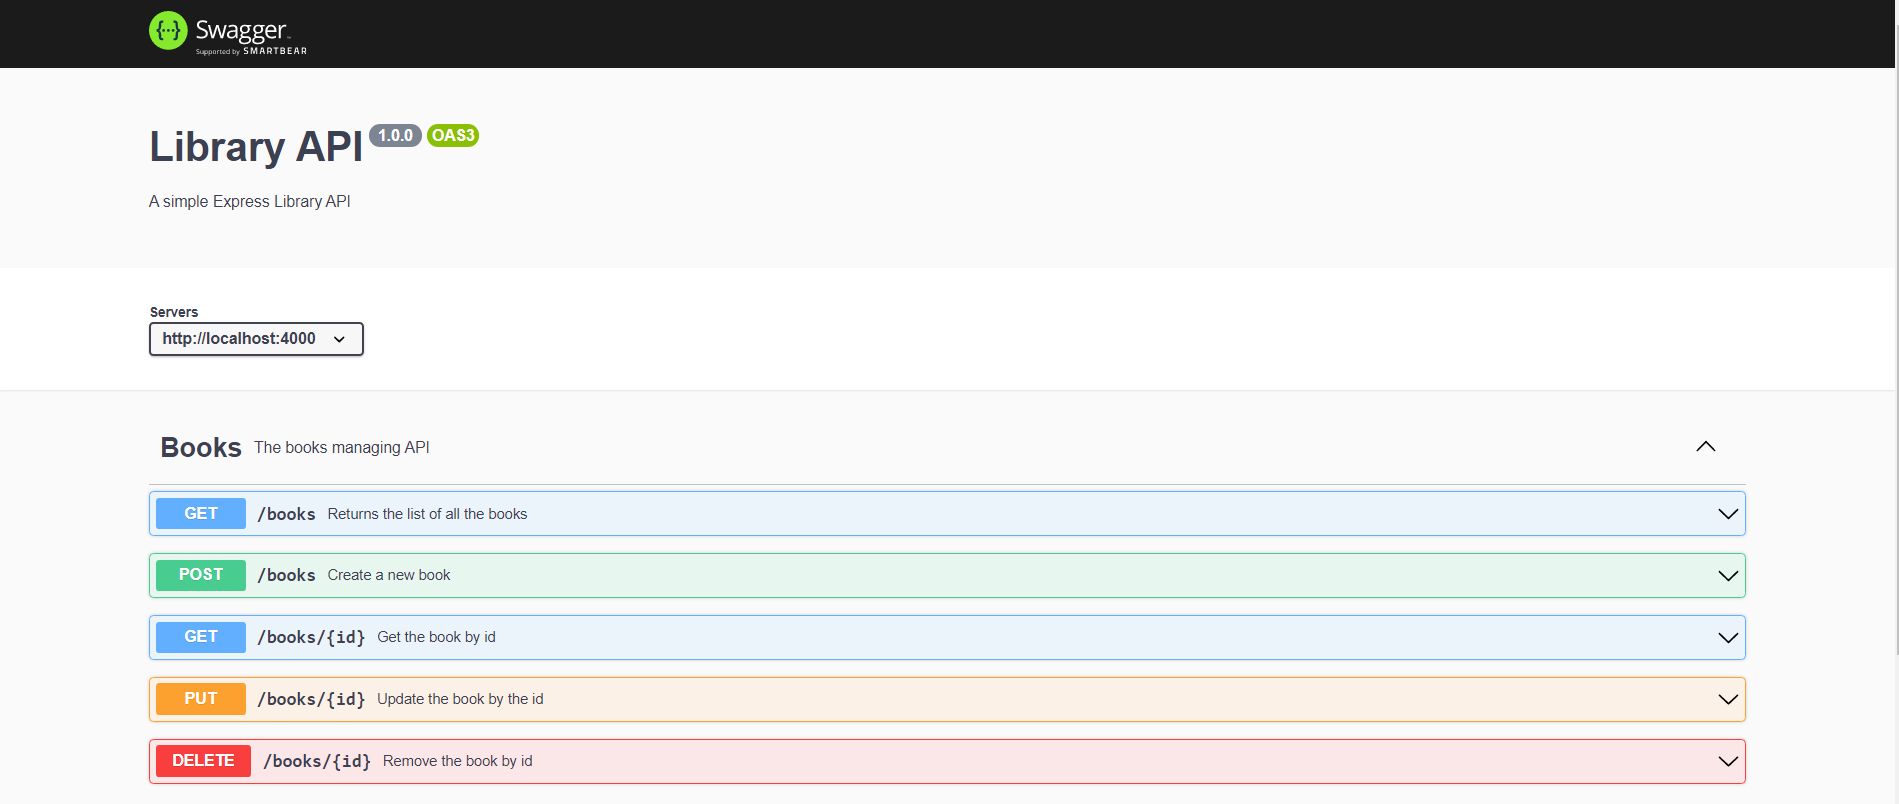 Swagger
Supported by SMARTBEAR
Library API 1.0.0 OAS3
A simple Express Library API
Servers
http://localhost:4000
Books The books managing API
GET /books Returns the list of all the books
POST /books Create a new book
GET /books/{id} Get the book by id
PUT /books/{id} Update the book by the id
DELETE /books/{id} Remove the book by id